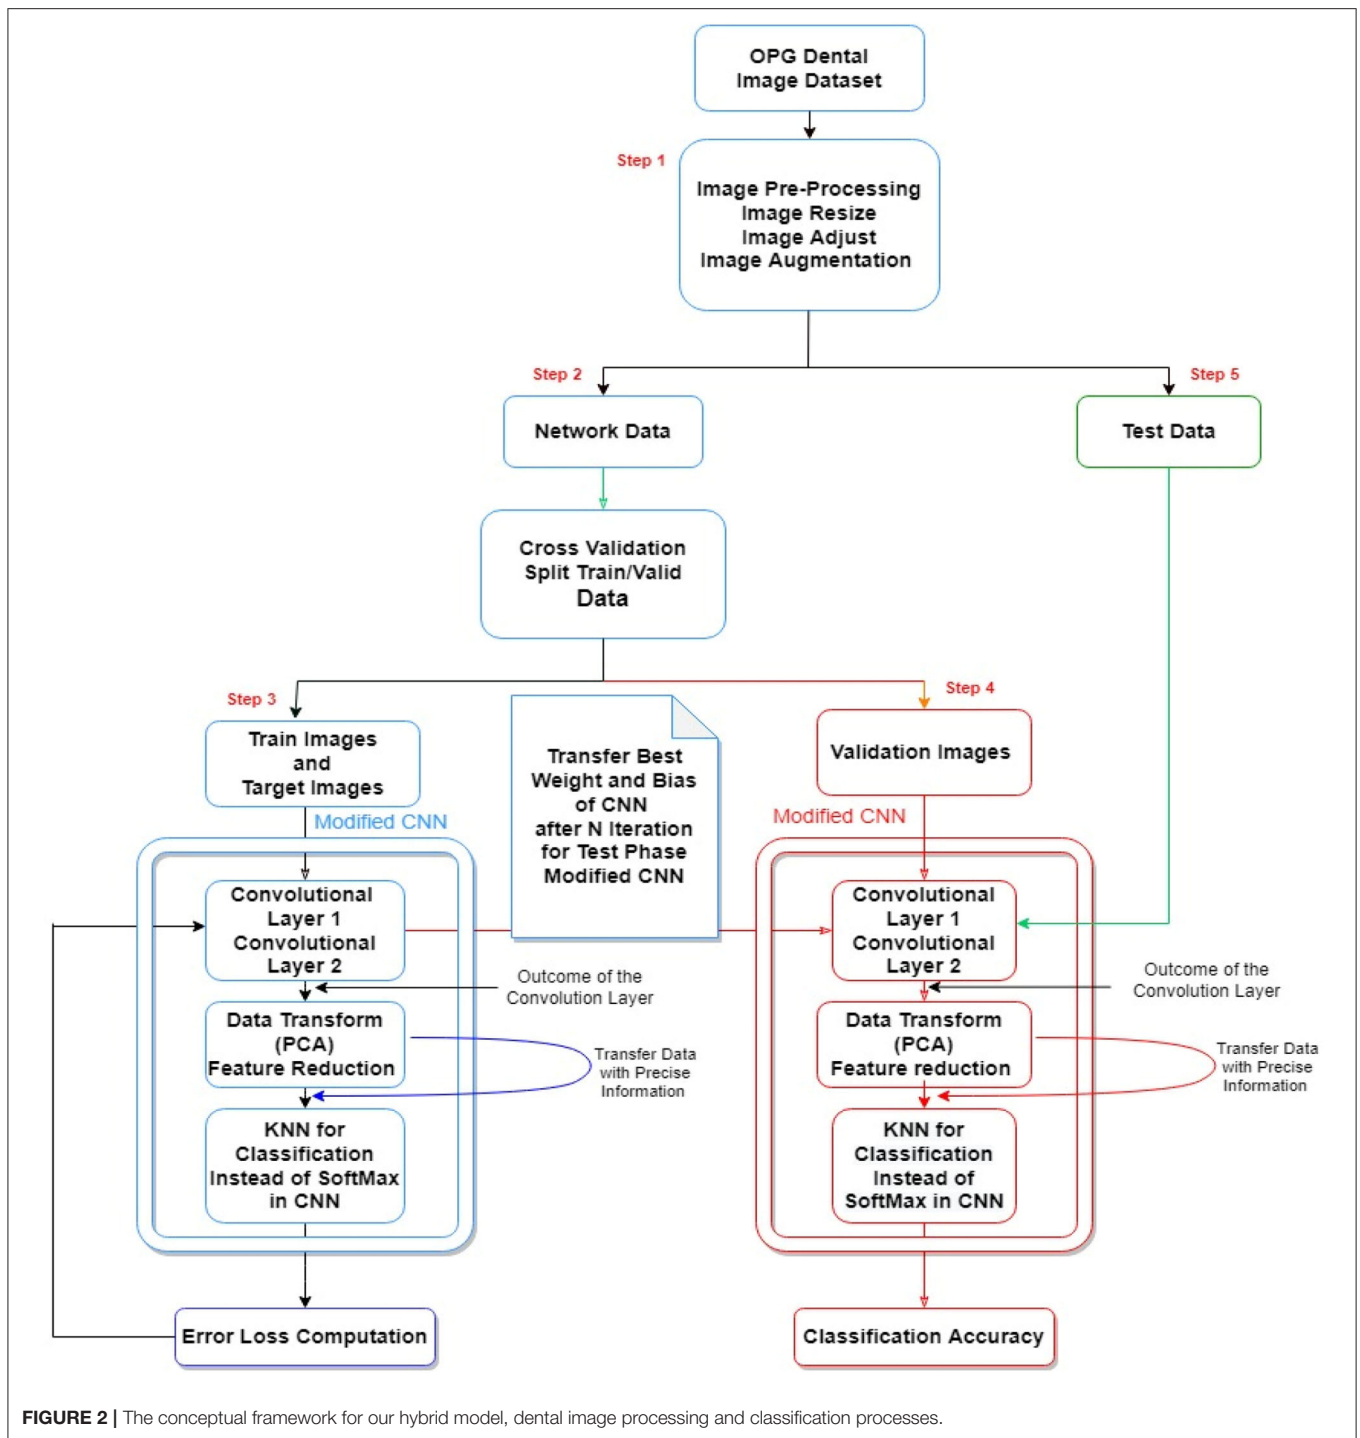 OPG Dental
Image Dataset
Step 1
Image Pre-Processing
Image Resize
Image Adjust
Image Augmentation
Step 2
Step 5
Network Data
Test Data
Cross Validation
Split Train/Valid
Data
Step 3
Step 4
Train Images
and
Target Images
Transfer Best
Weight and Bias
of CNN
after N Iteration
for Test Phase
Modified CNN
Validation Images
Modified CNN
Modified CNN
Convolutional
Layer 1
Convolutional
Layer 2
Convolutional
Layer 1
Convolutional
Layer 2
Outcome of the
Convolution Layer
Outcome of the
Convolution Layer
Data Transform
(PCA)
Feature Reduction
Transfer Data
with Precise
Information
Data Transform
(PCA)
Feature reduction
Transfer Data
with Precise
Information
KNN for
Classification
Instead of SoftMax
in CNN
KNN for
Classification
Instead of
SoftMax in CNN
Error Loss Computation
Classification Accuracy
FIGURE 2 | The conceptual framework for our hybrid model, dental image processing and classification processes.